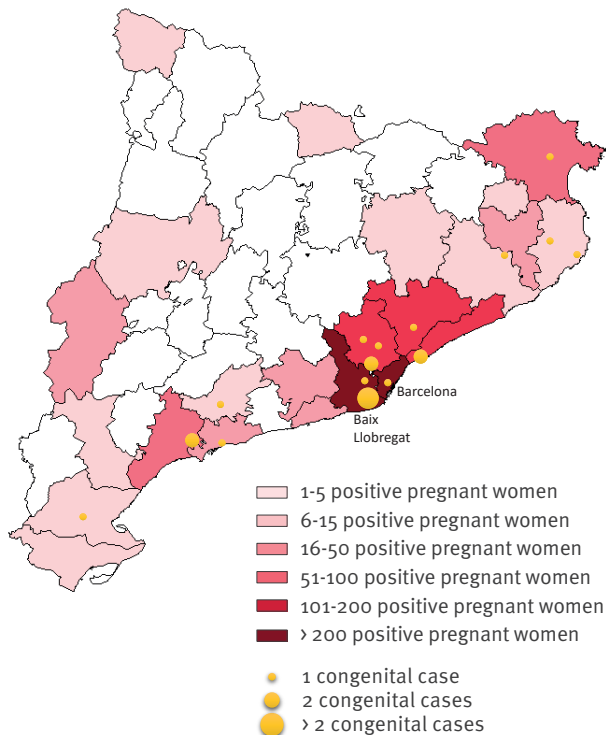 Barcelona
Baix
Llobregat
1-5 positive pregnant women
6-15 positive pregnant women
16-50 positive pregnant women
51-100 positive pregnant women
101-200 positive pregnant women
> 200 positive pregnant women
1 congenital case
2 congenital cases
> 2 congenital cases